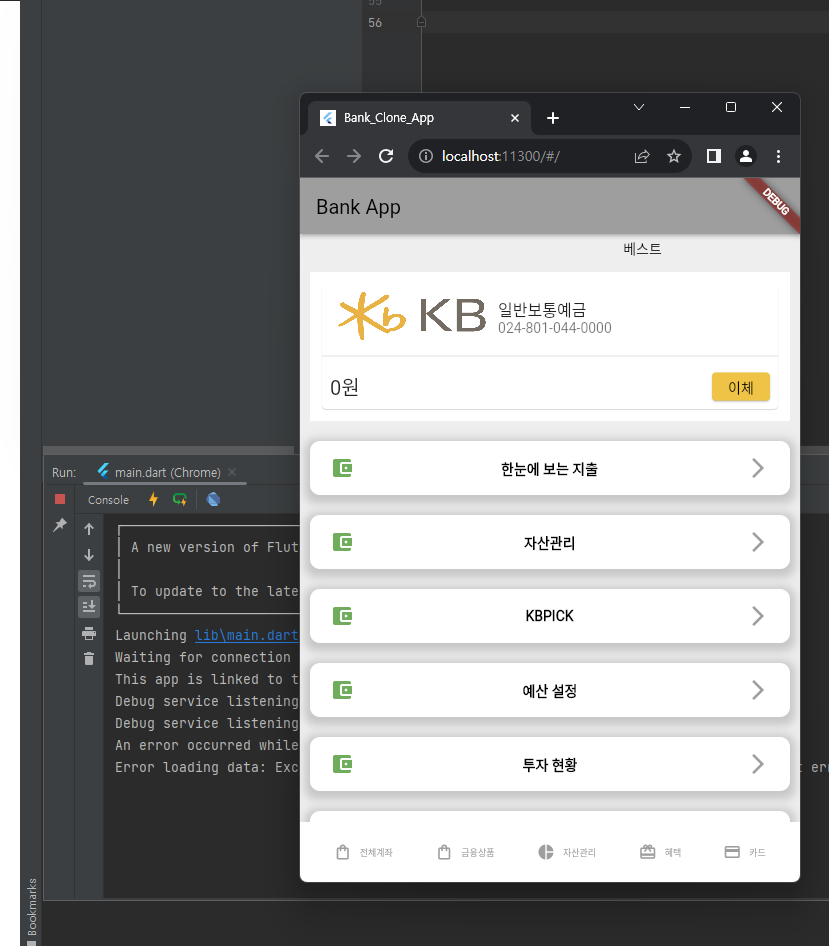 55
56
Bank_Clone_App
localhost:11300/#/
Bank App
DEBUG
베스트
KB
일반보통예금
024-801-044-0000
0원
이체
한눈에 보는 지출
자산관리
KBPICK
예산 설정
투자 현황
전체계좌
금융상품
자산관리
혜택
카드
Run:
main.dart (Chrome)
Console
A new version of Flut
To update to the late
Launching lib\main.dart
Waiting for connection
This app is linked to t
Debug service listening
Debug service listening
An error occurred while
Error loading data: Exc
t err
Bookmarks